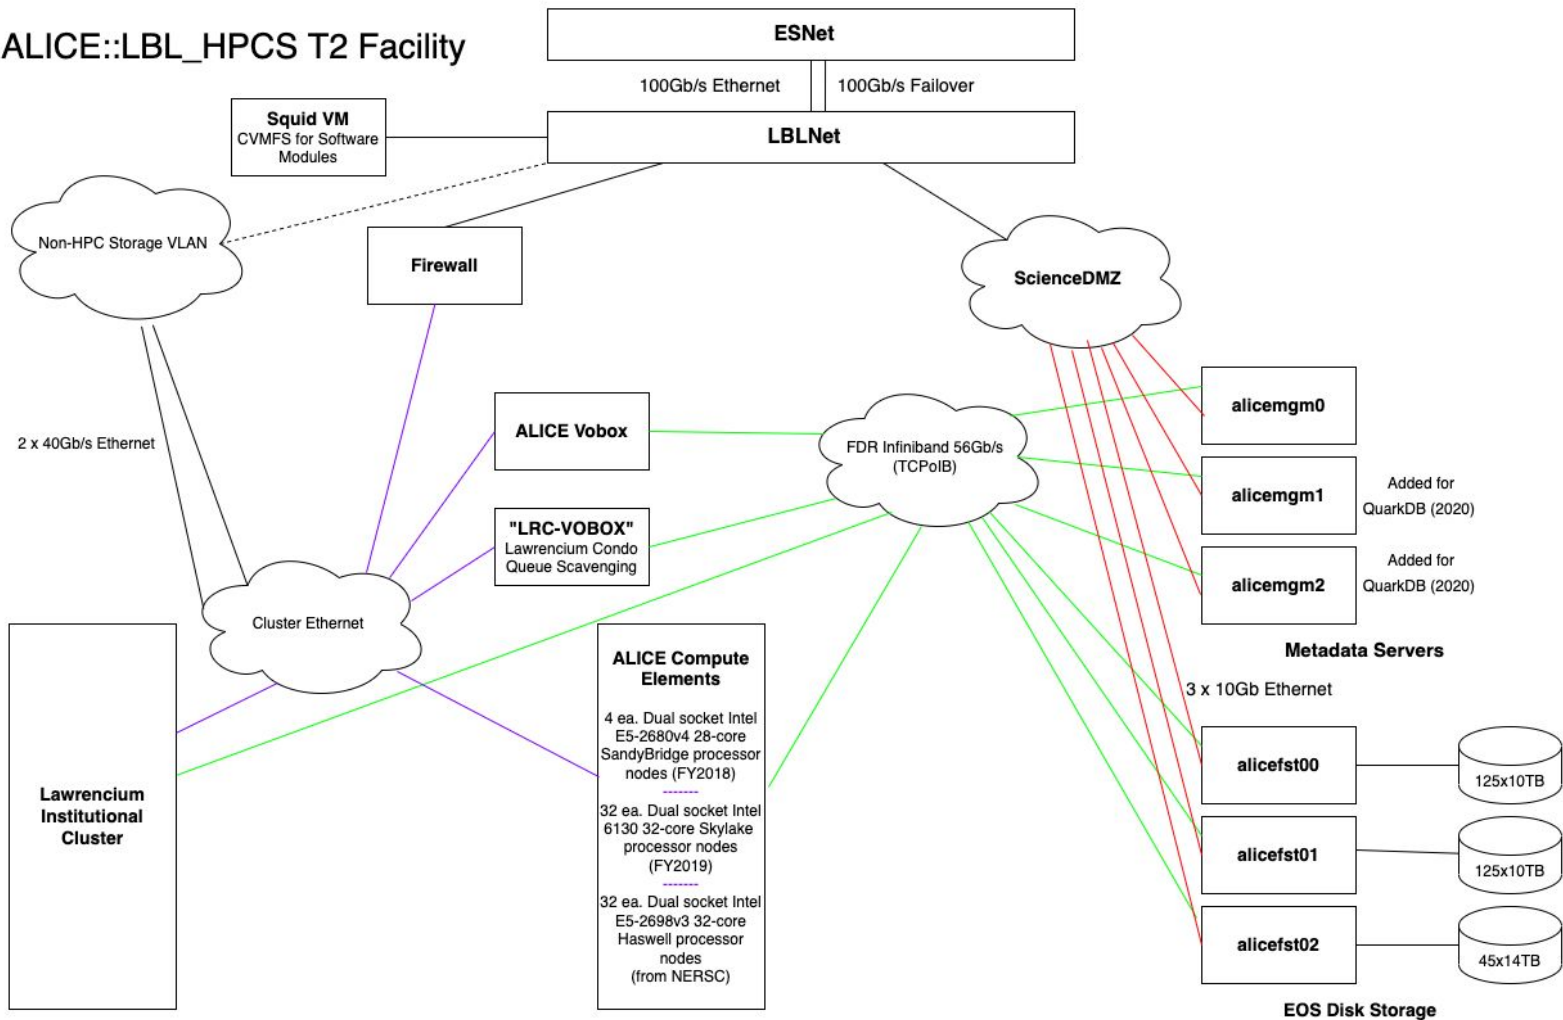 ALICE::LBL_HPCS T2 Facility
ESNet
100Gb/s Ethernet
100Gb/s Failover
Squid VM
CVMFS for Software
Modules
LBLNet
Non-HPC Storage VLAN
Firewall
ScienceDMZ
2 x 40Gb/s Ethernet
ALICE Vobox
FDR Infiniband 56Gb/s
(TCPoIB)
alicemgm0
alicemgm1
Added for
QuarkDB (2020)
"LRC-VOBOX"
Lawrencium Condo
Queue Scavenging
alicemgm2
Added for
QuarkDB (2020)
Metadata Servers
Cluster Ethernet
3 x 10Gb Ethernet
Lawrencium
Institutional
Cluster
ALICE Compute
Elements
4 ea. Dual socket Intel
E5-2680v4 28-core
SandyBridge processor
nodes (FY2018)
-------
32 ea. Dual socket Intel
6130 32-core Skylake
processor nodes
(FY2019)
-------
32 ea. Dual socket Intel
E5-2698v3 32-core
Haswell processor
nodes
(from NERSC)
alicefst00
125x10TB
alicefst01
125x10TB
alicefst02
45x14TB
EOS Disk Storage